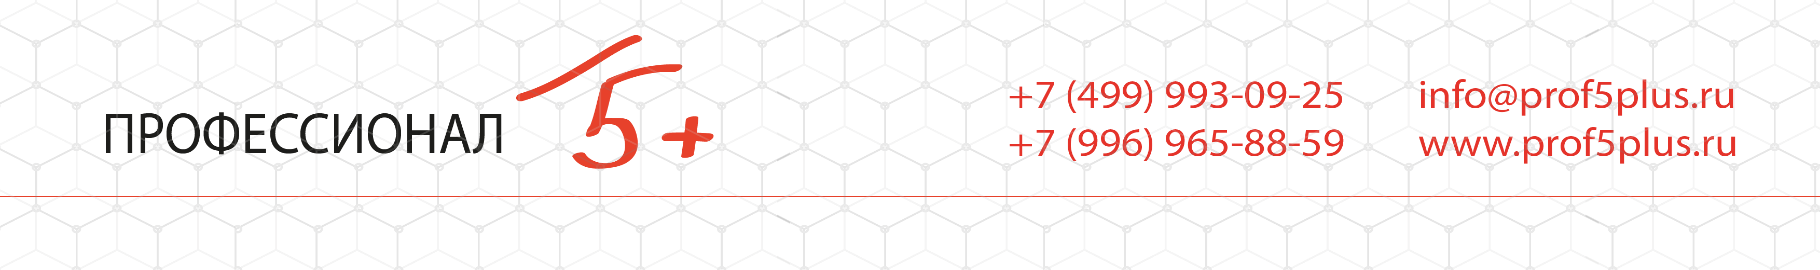 ПРОФЕССИОНАЛ 5+
+7 (499) 993-09-25
+7 (996) 965-88-59
info@prof5plus.ru
www.prof5plus.ru